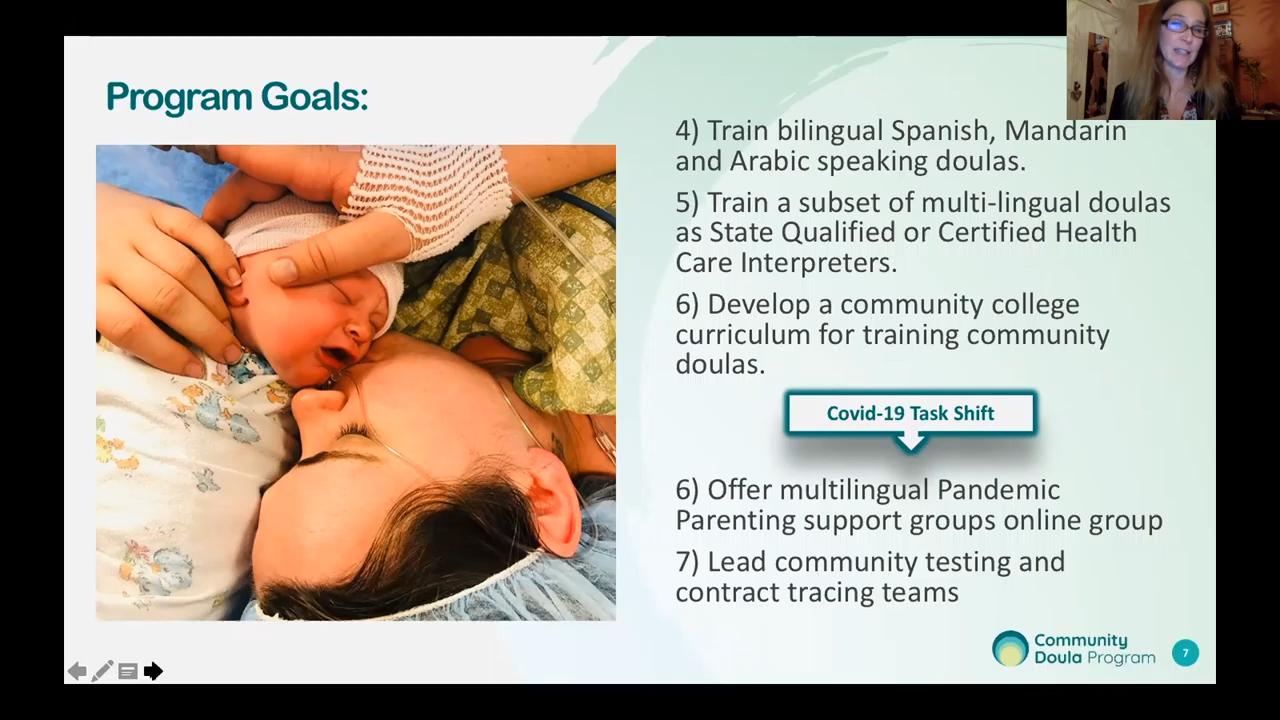 Program Goals:
4) Train bilingual Spanish, Mandarin
and Arabic speaking doulas.
5) Train a subset of multi-lingual doulas
as State Qualified or Certified Health
Care Interpreters.
6) Develop a community college
curriculum for training community
doulas.
Covid-19 Task Shift
6) Offer multilingual Pandemic
Parenting support groups online group
7) Lead community testing and
contract tracing teams
Community
Doula Program
7